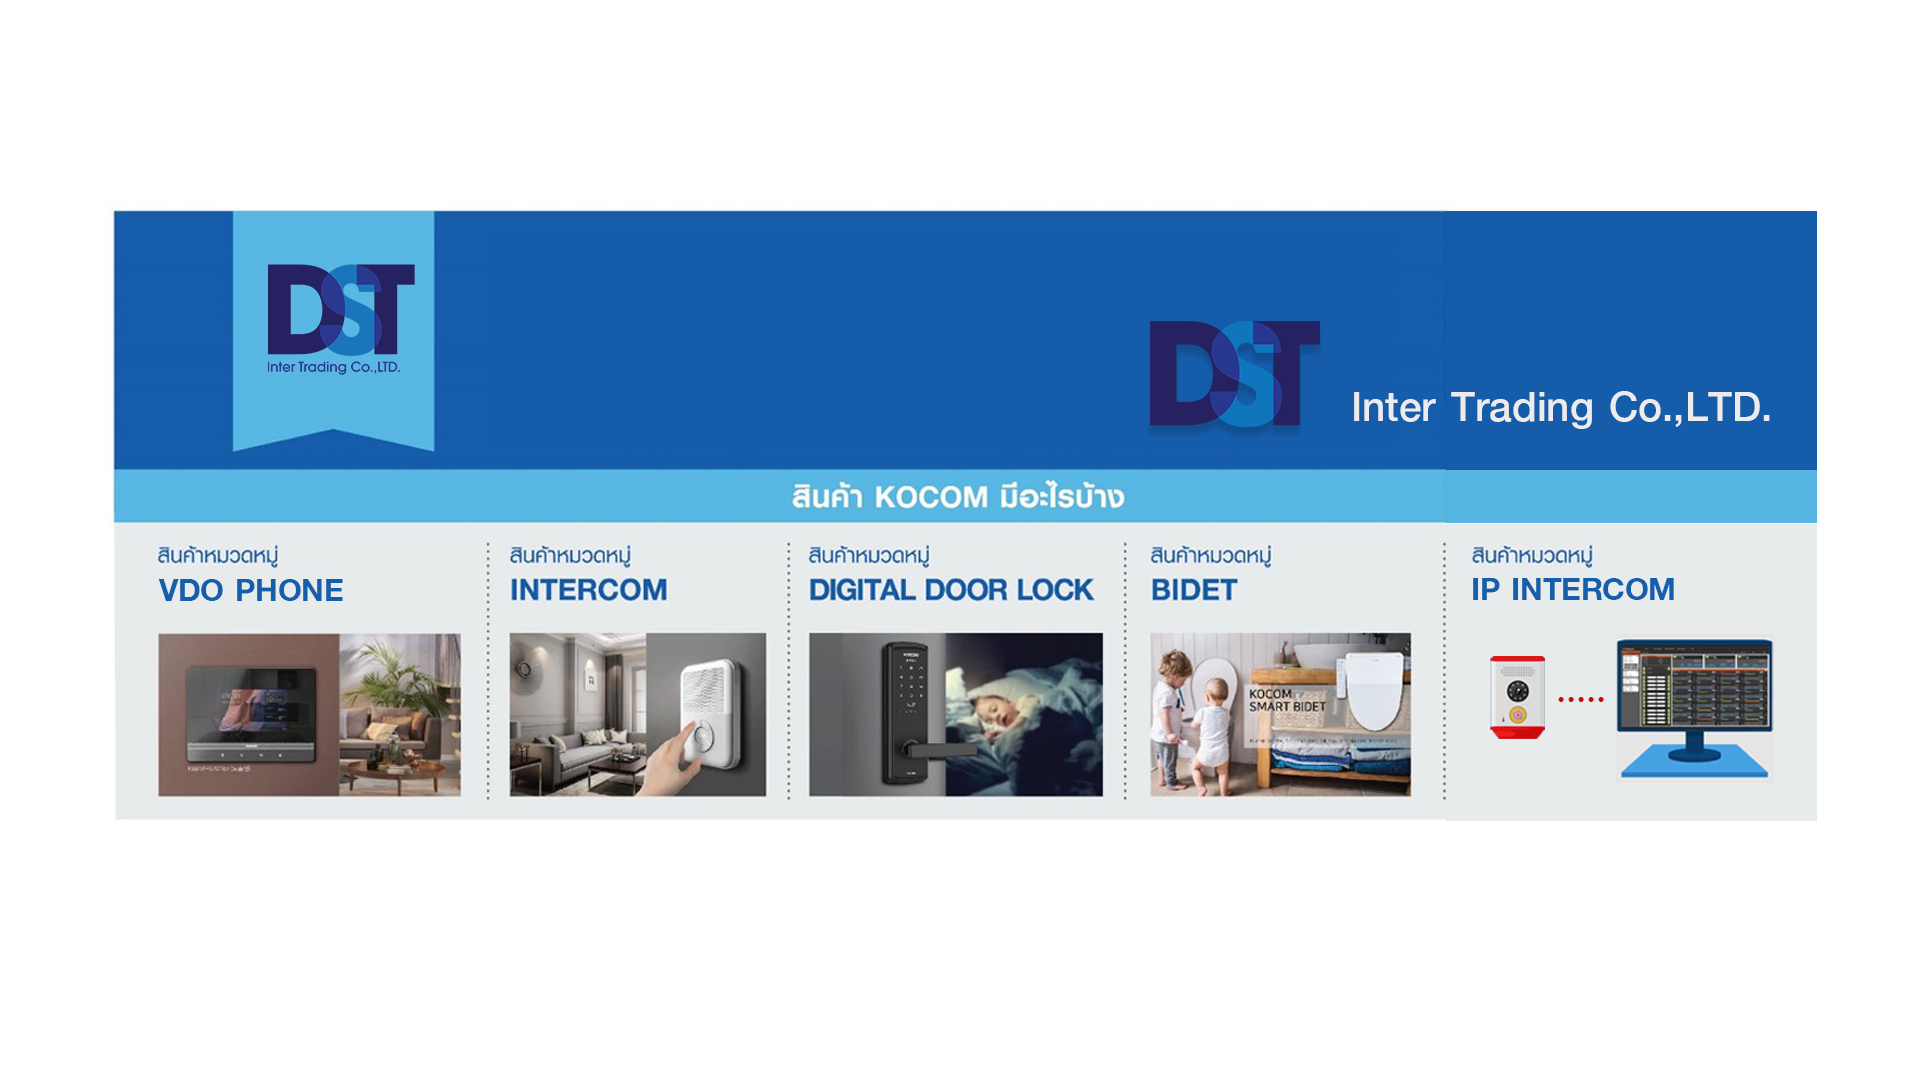 DST
Inter Trading Co.,LTD.
DST
Inter Trading Co.,LTD.
สินค้า KOCOM มีอะไรบ้าง
สินค้าหมวดหมู่
VDO PHONE
สินค้าหมวดหมู่
INTERCOM
สินค้าหมวดหมู่
DIGITAL DOOR LOCK
KOCOM
สินค้าหมวดหมู่
BIDET
KOCOM
SMART BIDET
สินค้าหมวดหมู่
IP INTERCOM